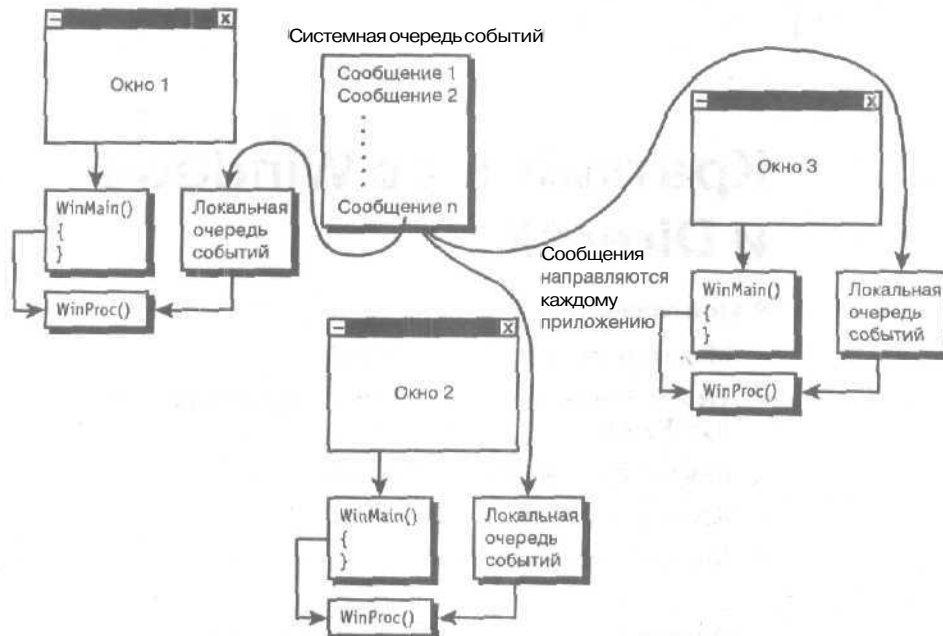 Системная очередь событий
Окно 1
Сообщение 1
Сообщение 2
Сообщение n
WinMain()
{
}
Локальная
очередь
событий
WinProc()
Окно 3
Сообщения
направляются
каждому
приложению
WinMain()
{
}
Локальная
очередь
событий
WinProc()
Окно 2
WinMain()
{
}
Локальная
очередь
событий
WinProc()